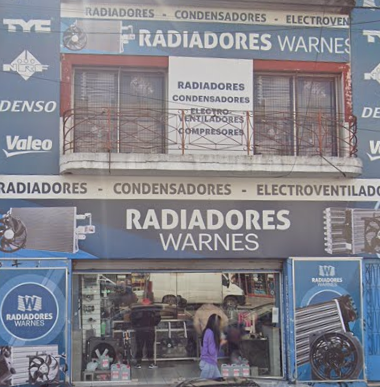 RADIADORES - CONDENSADORES - ELECTROVENT
TYC
RADIADORES WARNES
DENSO
Valeo
RADIADORES
CONDENSADORES
ELECTRO-
VENTILADORES
COMPRESORES
RADIADORES - CONDENSADORES - ELECTROVENTILADO
RADIADORES
WARNES
W
RADIADORES
WARNES
W
RADIADORES
WARNES